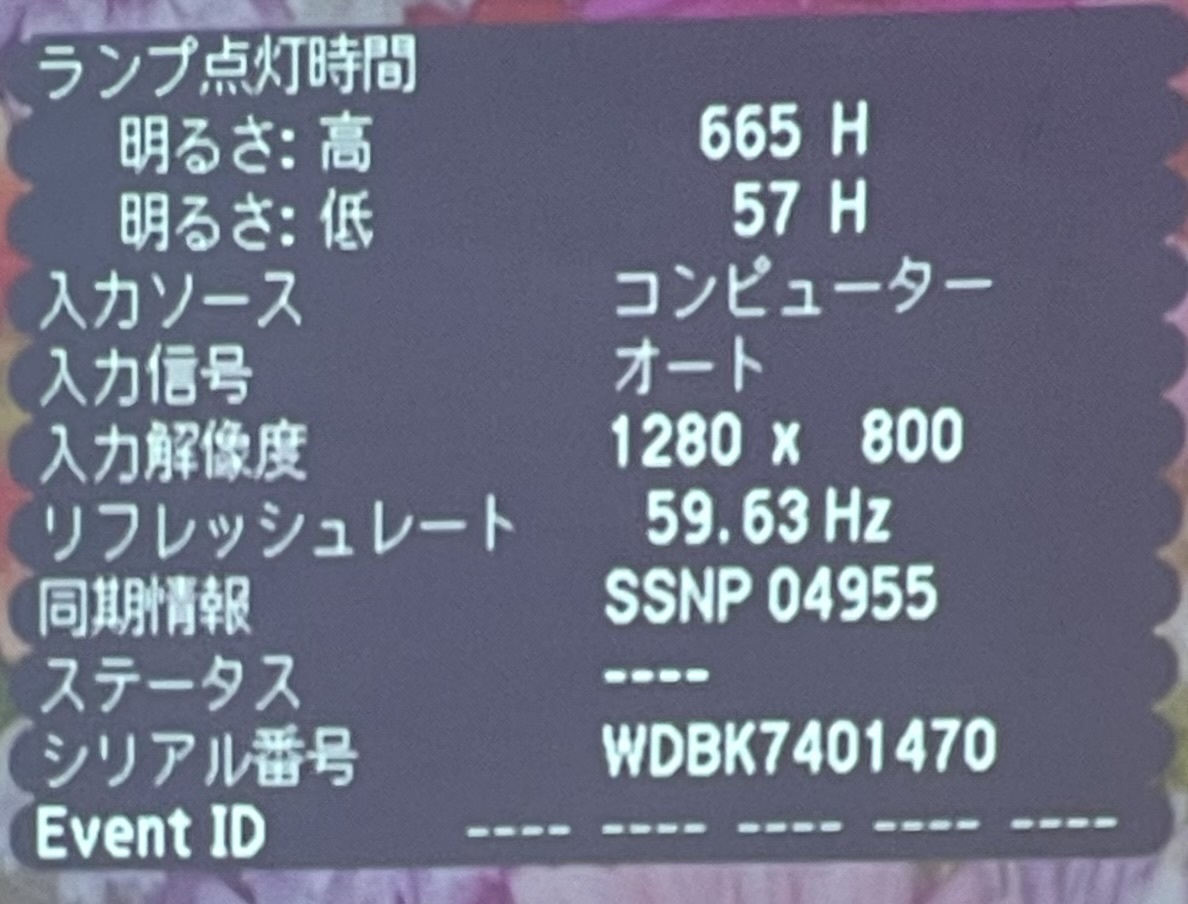 ランプ点灯時間
明るさ: 高 665 H
明るさ: 低 57 H
入力ソース コンピューター
入力信号 オート
入力解像度 1280 x 800
リフレッシュレート 59.63 Hz
同期情報 SSNP 04955
ステータス ----
シリアル番号 WDBK7401470
Event ID ---- ---- ---- ---- ----